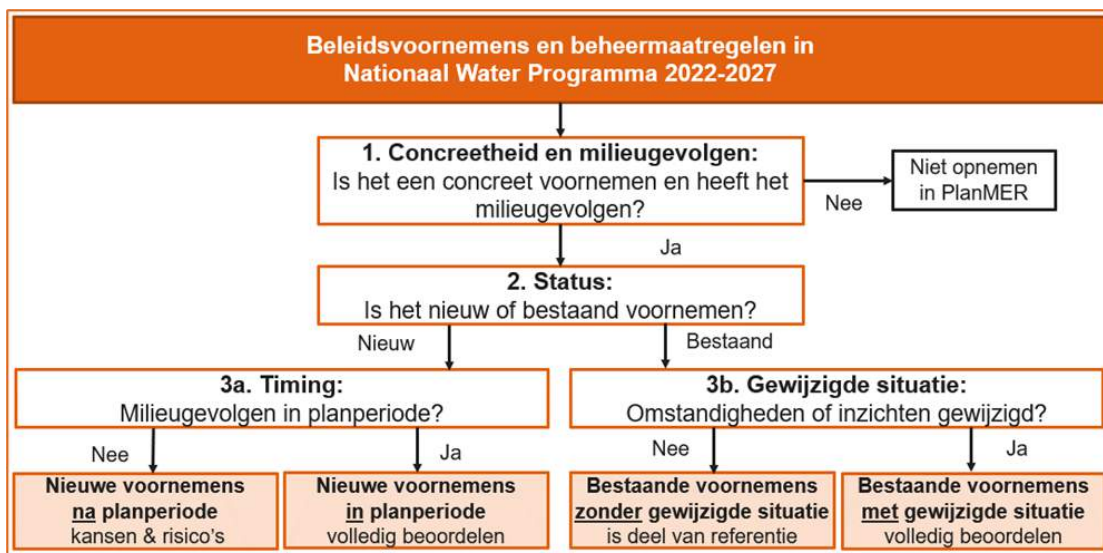 Beleidsvoornemens en beheermaatregelen in
Nationaal Water Programma 2022-2027
1. Concreetheid en milieugevolgen:
Is het een concreet voornemen en heeft het
milieugevolgen?
Nee
Niet opnemen
in PlanMER
Ja
2. Status:
Is het nieuw of bestaand voornemen?
Nieuw
Bestaand
3a. Timing:
Milieugevolgen in planperiode?
3b. Gewijzigde situatie:
Omstandigheden of inzichten gewijzigd?
Nee
Ja
Nee
Ja
Nieuwe voornemens
na planperiode
kansen & risico's
Nieuwe voornemens
in planperiode
volledig beoordelen
Bestaande voornemens
zonder gewijzigde situatie
is deel van referentie
Bestaande voornemens
met gewijzigde situatie
volledig beoordelen